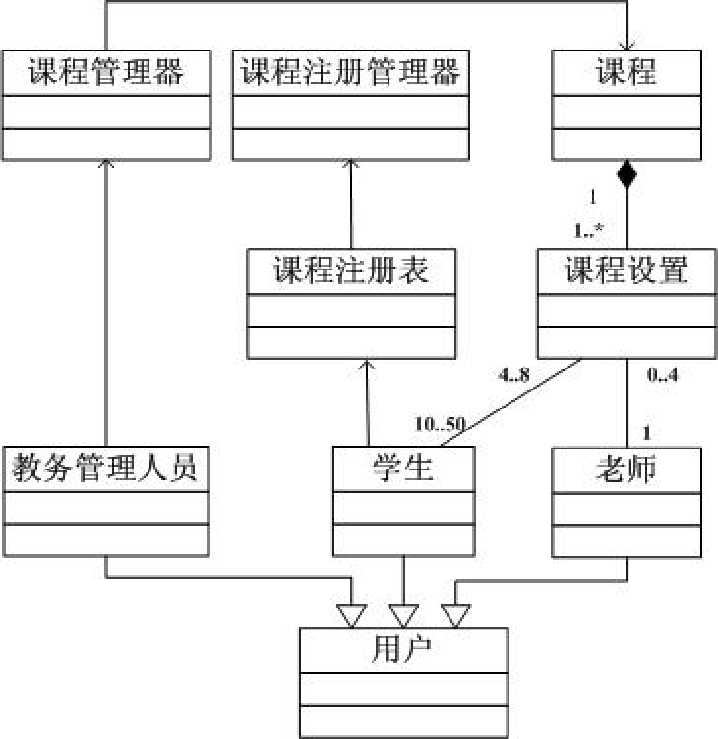 课程管理器
课程注册管理器
课程
1
1..*
课程注册表
课程设置
4..8
0..4
10..50
1
教务管理人员
学生
老师
用户